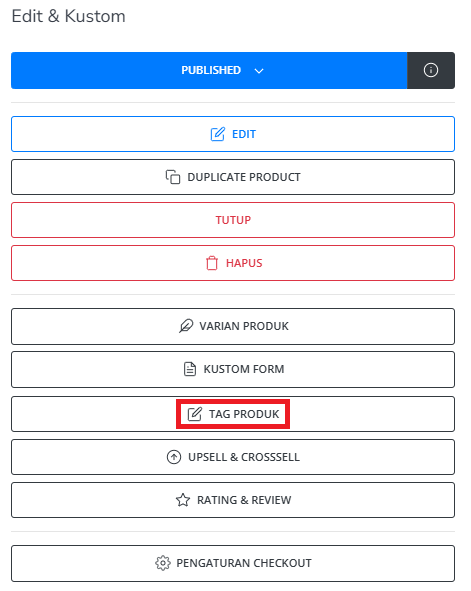 Edit & Kustom
PUBLISHED
EDIT
DUPLICATE PRODUCT
TUTUP
HAPUS
VARIAN PRODUK
KUSTOM FORM
TAG PRODUK
UPSELL & CROSSSELL
RATING & REVIEW
PENGATURAN CHECKOUT